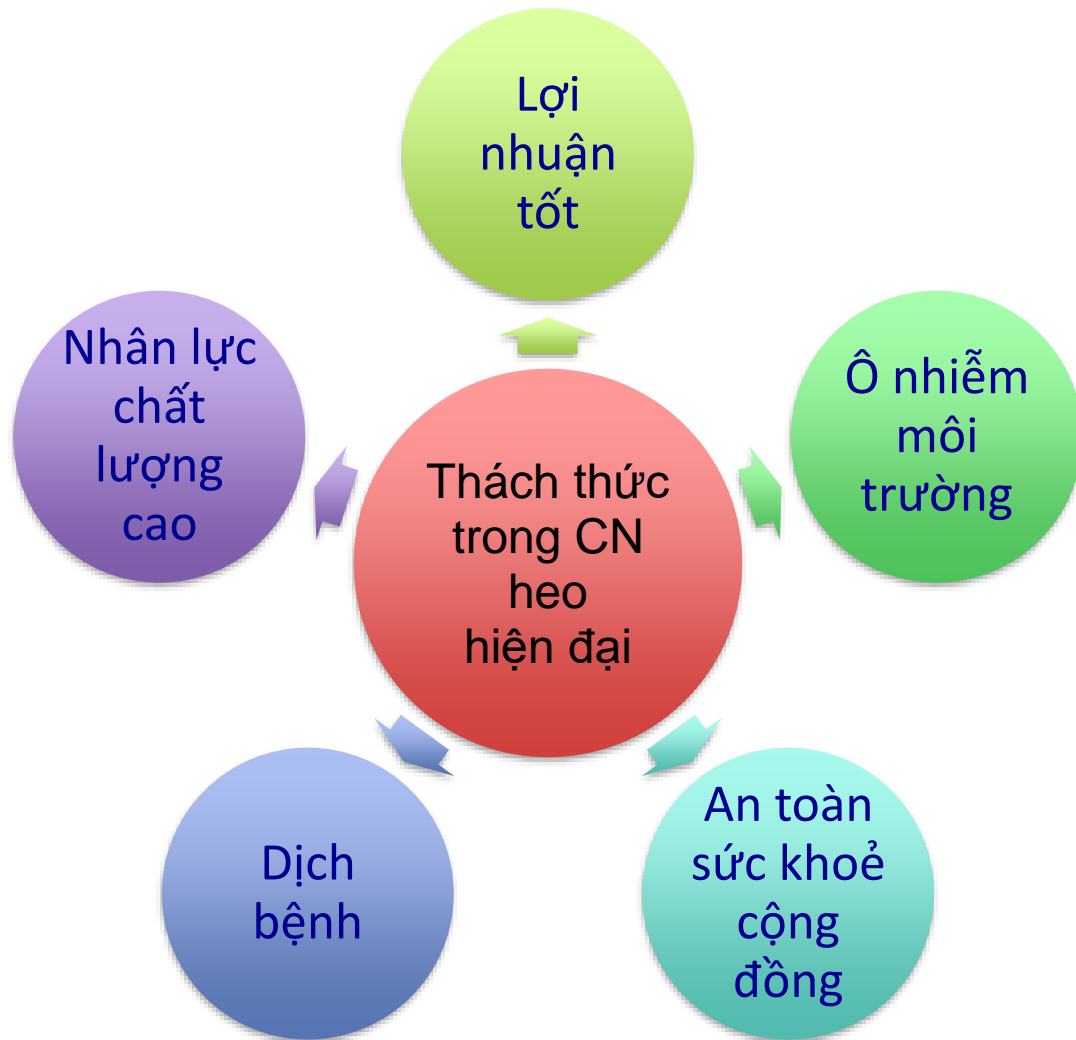 Lợi
nhuận
tốt
Ô nhiễm
môi
trường
An toàn
sức khoẻ
cộng
đồng
Dịch
bệnh
Nhân lực
chất
lượng
cao
Thách thức
trong CN
heo
hiện đại